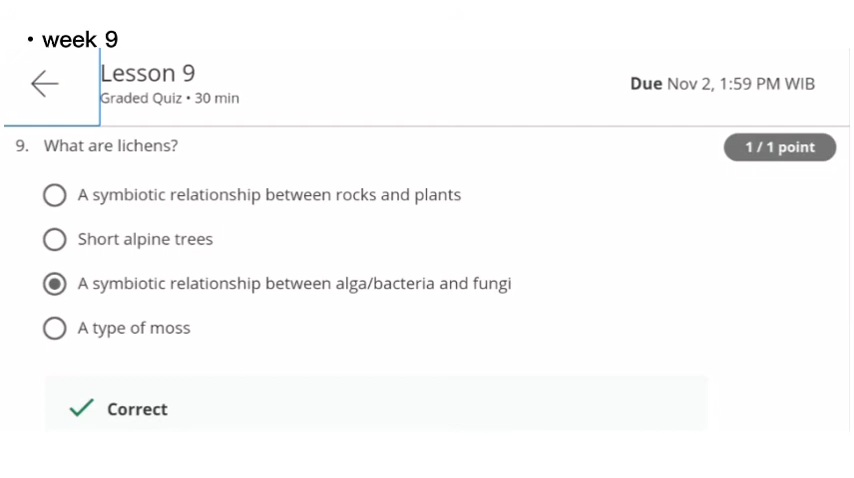 • week 9
Lesson 9
Graded Quiz • 30 min
Due Nov 2, 1:59 PM WIB
9. What are lichens?
1 / 1 point
A symbiotic relationship between rocks and plants
Short alpine trees
A symbiotic relationship between alga/bacteria and fungi
A type of moss
Correct